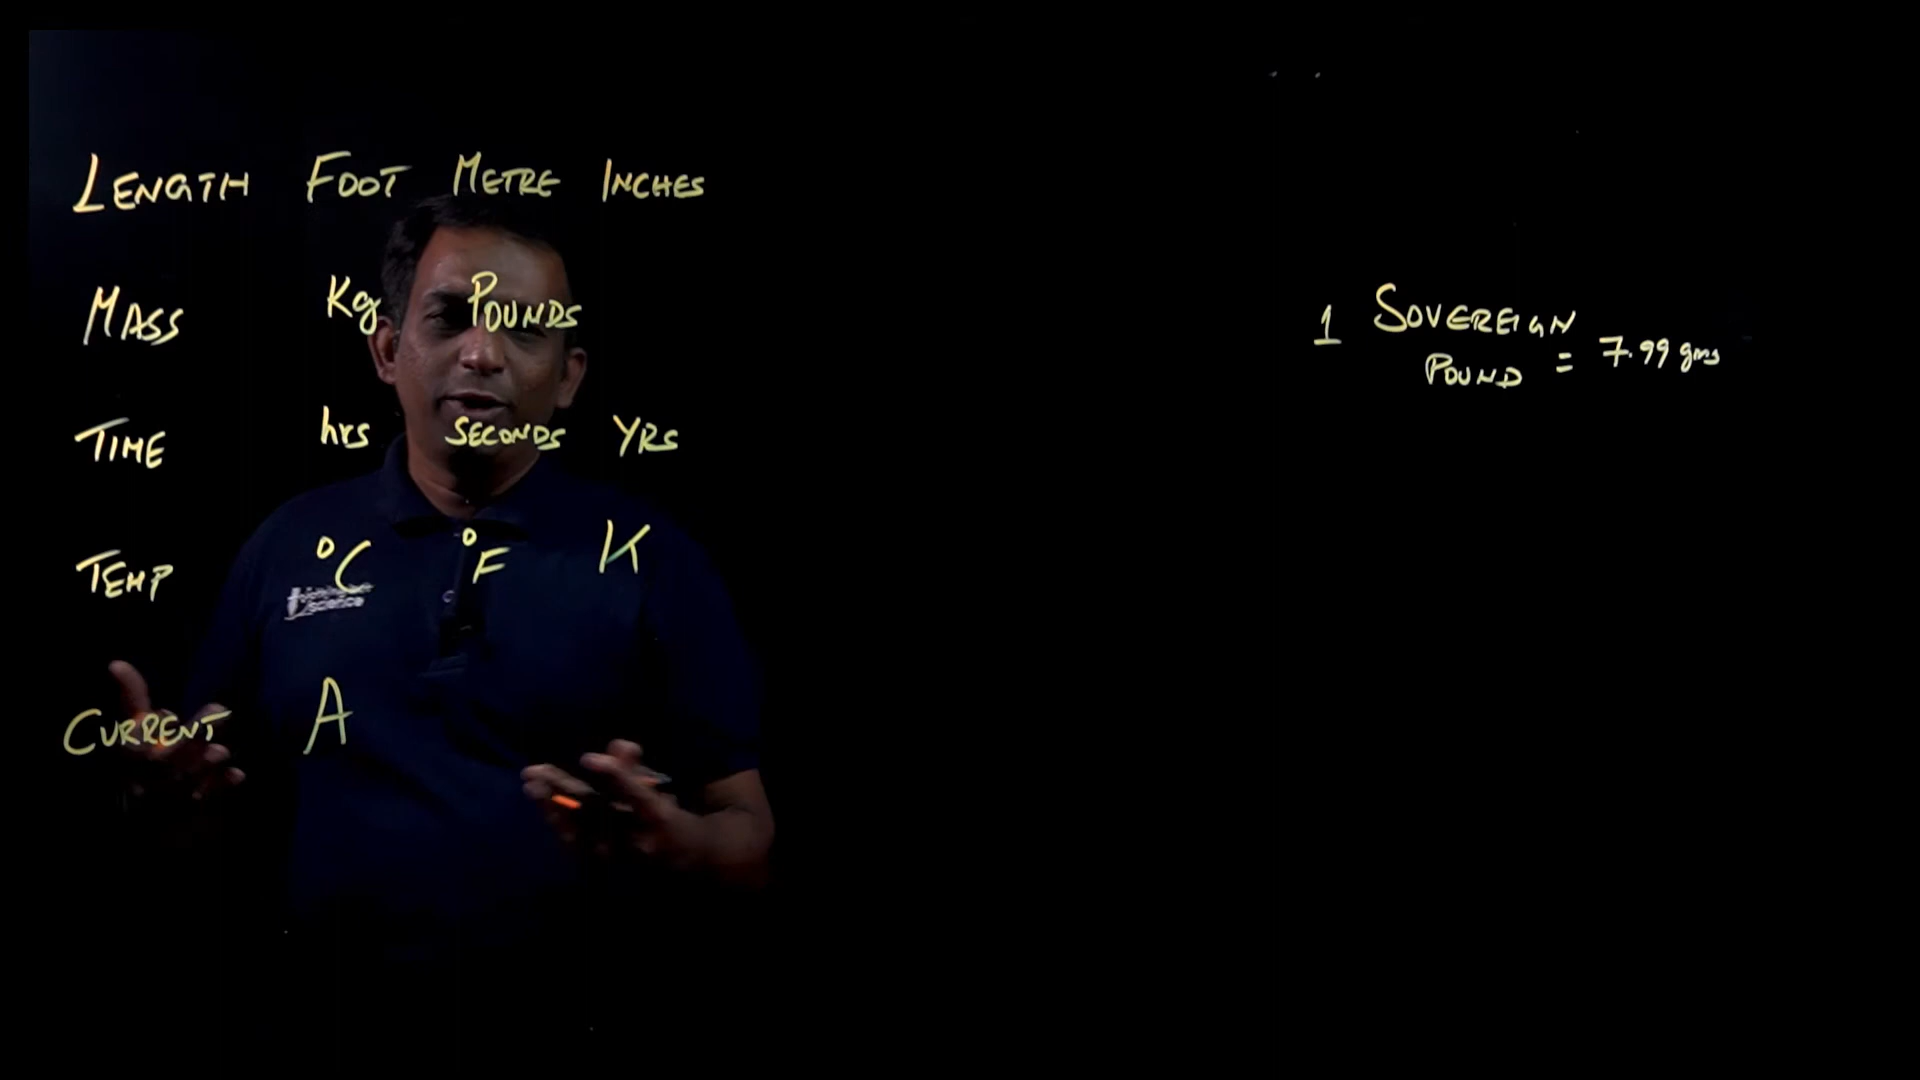 LENGTH FOOT METRE INCHES
MASS Kg POUNDS
TIME hrs SECONDS YRS
TEMP °C °F K
CURRENT A
1 SOVEREIGN
POUND = 7.99 gms
science